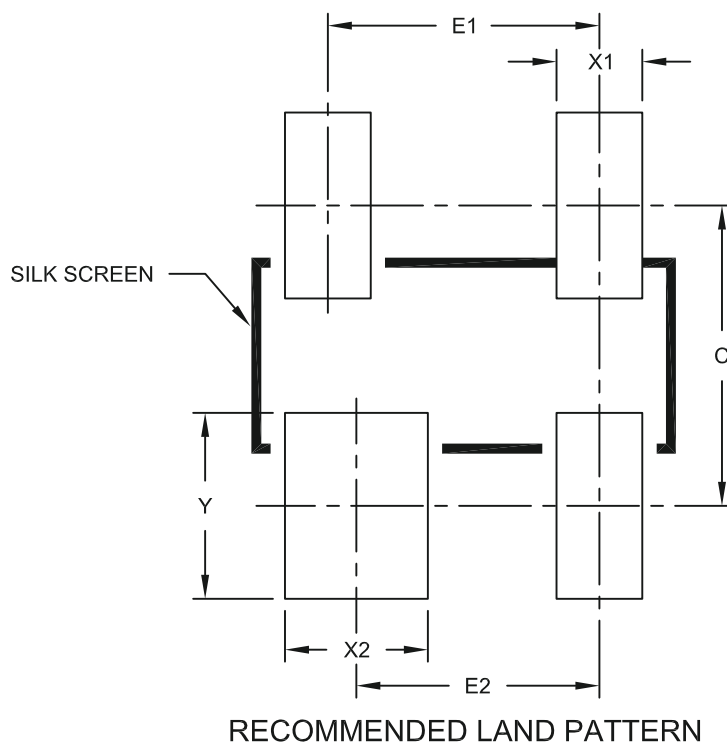 E1
X1
SILK SCREEN
C
Y
X2
E2
RECOMMENDED LAND PATTERN